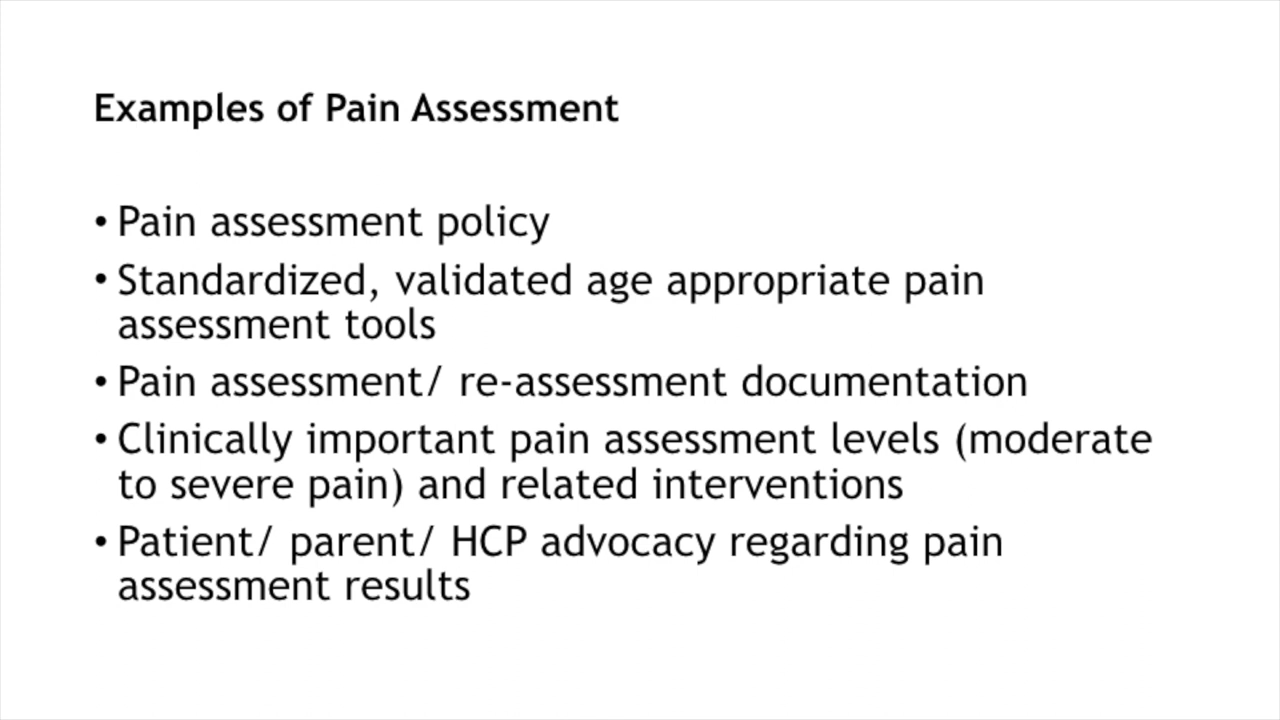 Examples of Pain Assessment
• Pain assessment policy
• Standardized, validated age appropriate pain
assessment tools
• Pain assessment/ re-assessment documentation
• Clinically important pain assessment levels (moderate
to severe pain) and related interventions
• Patient/ parent/ HCP advocacy regarding pain
assessment results